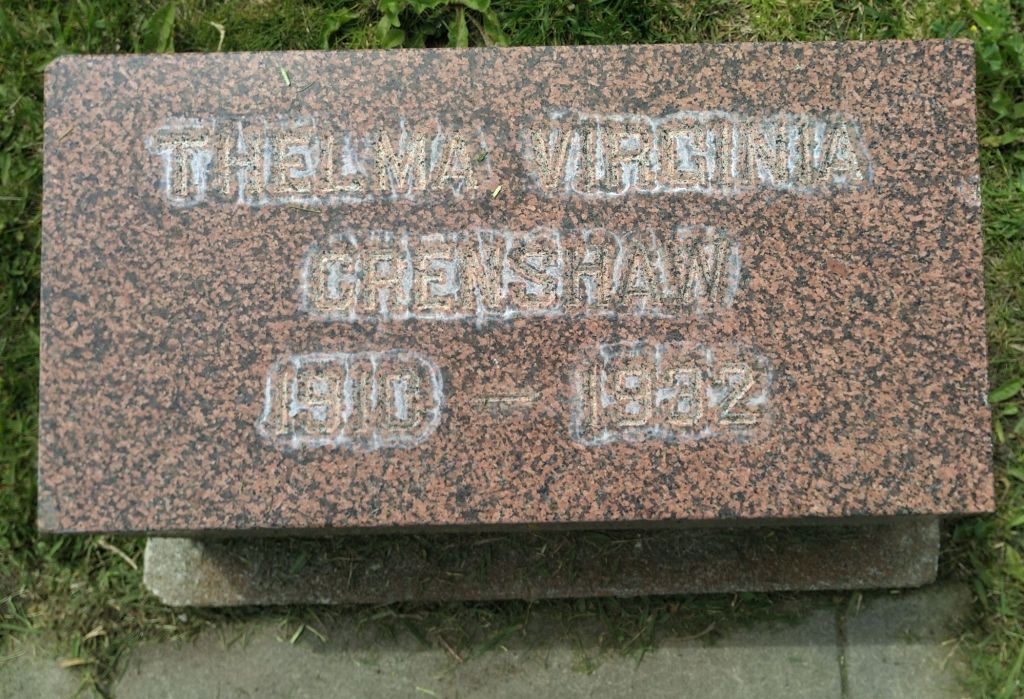 THELMA VIRGINIA
CRENSHAW
1910 — 1932